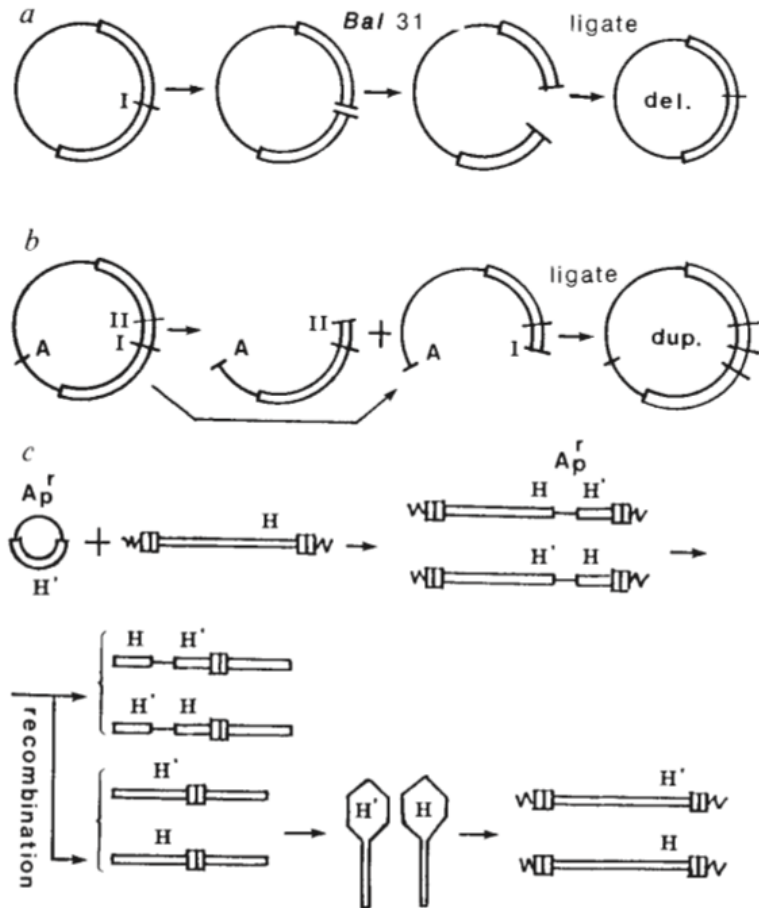 a
Bal 31 ligate
I
del.
b
ligate
II II
A I A A I dup.
c
Ap^r Ap^r
H H H'
H' H' H
H H'
H' H
recombination
H' H'
H' H
H H